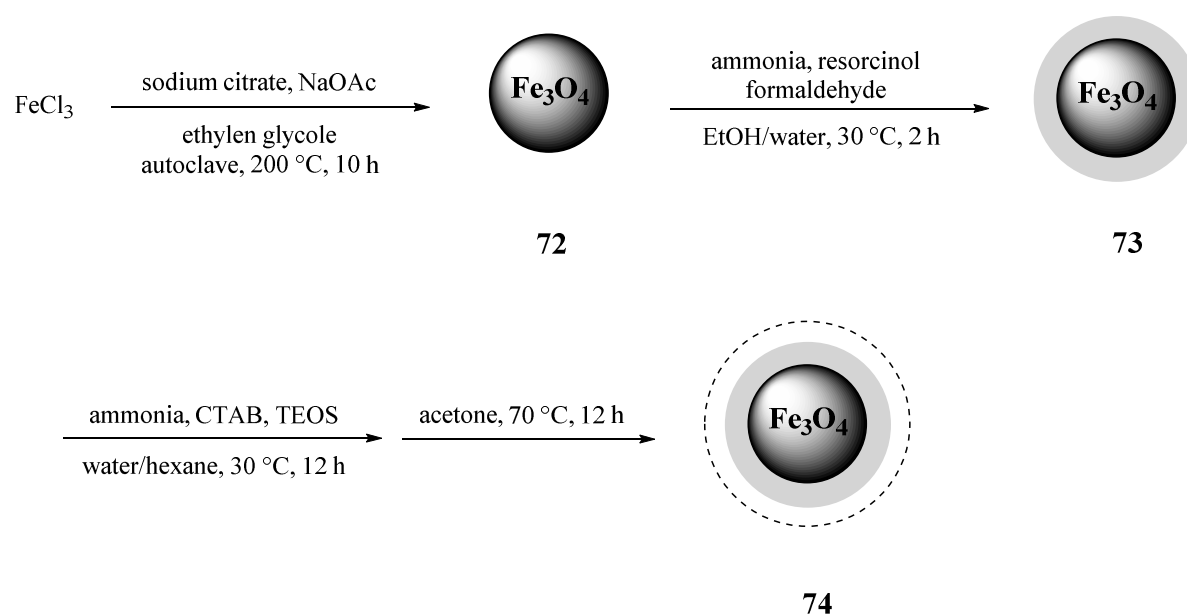 FeCl3
sodium citrate, NaOAc
ethylen glycole
autoclave, 200 °C, 10 h
Fe3O4
72
ammonia, resorcinol
formaldehyde
EtOH/water, 30 °C, 2 h
Fe3O4
73
ammonia, CTAB, TEOS
water/hexane, 30 °C, 12 h
acetone, 70 °C, 12 h
Fe3O4
74